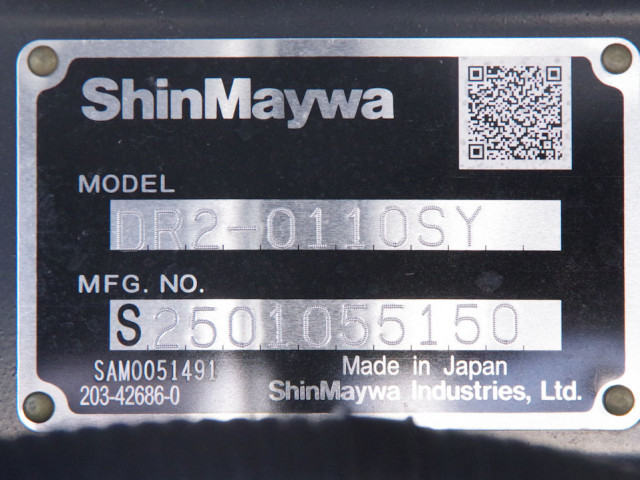 ShinMaywa
MODEL
DR2-0110SY
MFG. NO.
S2501055150
SAM0051491
Made in Japan
203-42686-0
ShinMaywa Industries, Ltd.